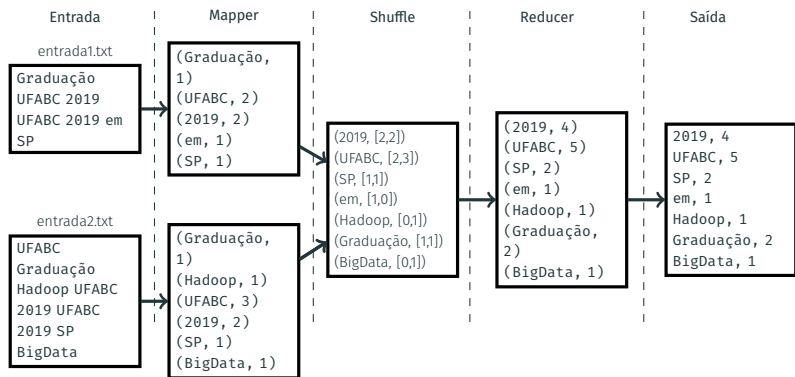 Entrada
Mapper
Shuffle
Reducer
Saída
entrada1.txt
Graduação
UFABC 2019
UFABC 2019 em
SP
entrada2.txt
UFABC
Graduação
Hadoop UFABC
2019 UFABC
2019 SP
BigData
(Graduação,
1)
(UFABC, 2)
(2019, 2)
(em, 1)
(SP, 1)
(Graduação,
1)
(Hadoop, 1)
(UFABC, 3)
(2019, 2)
(SP, 1)
(BigData, 1)
(2019, [2,2])
(UFABC, [2,3])
(SP, [1,1])
(em, [1,0])
(Hadoop, [0,1])
(Graduação, [1,1])
(BigData, [0,1])
(2019, 4)
(UFABC, 5)
(SP, 2)
(em, 1)
(Hadoop, 1)
(Graduação,
2)
(BigData, 1)
2019, 4
UFABC, 5
SP, 2
em, 1
Hadoop, 1
Graduação, 2
BigData, 1